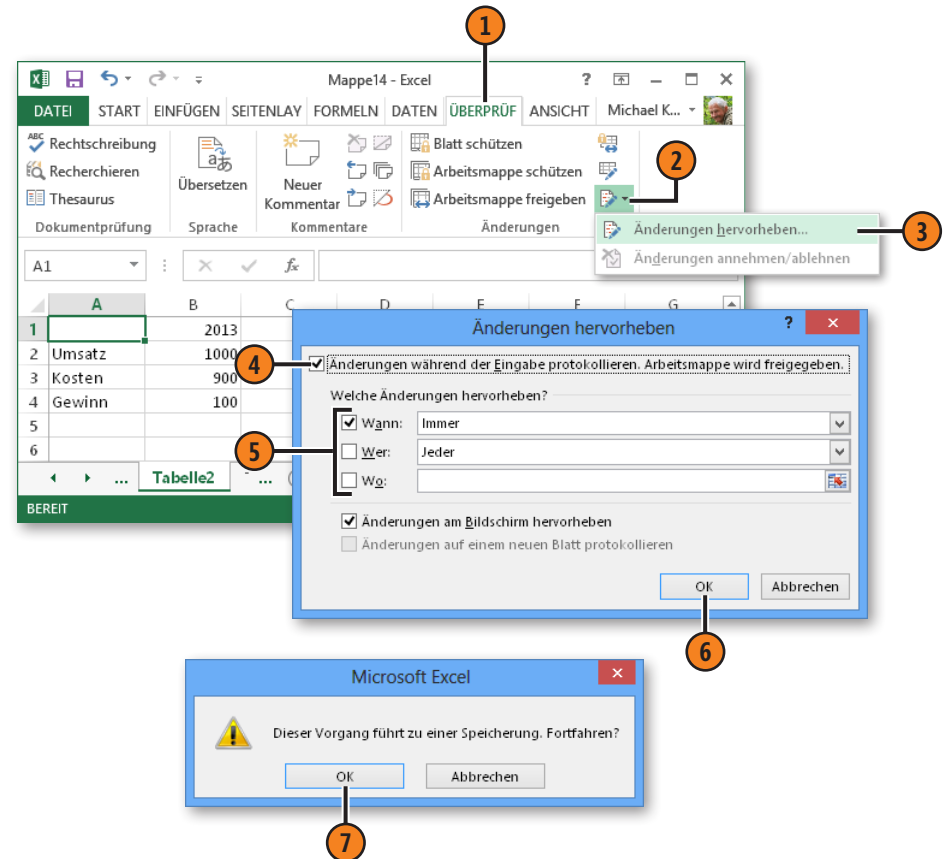 1
Mappe14 - Excel
DATEI START EINFÜGEN SEITENLAY FORMELN DATEN ÜBERPRÜF ANSICHT Michael K...
ABC Rechtschreibung
Recherchieren
Thesaurus
Dokumentprüfung
Übersetzen
Sprache
Neuer
Kommentar
Kommentare
Blatt schützen
Arbeitsmappe schützen
Arbeitsmappe freigeben
Änderungen
2
Änderungen hervorheben...
3
Änderungen annehmen/ablehnen
A1 fx
A B C D E F G
1 2013
2 Umsatz 1000
3 Kosten 900
4 Gewinn 100
5
6
... Tabelle2 ...
BEREIT
Änderungen hervorheben ?
4
Änderungen während der Eingabe protokollieren. Arbeitsmappe wird freigegeben.
Welche Änderungen hervorheben?
5
Wann: Immer
Wer: Jeder
Wo:
Änderungen am Bildschirm hervorheben
Änderungen auf einem neuen Blatt protokollieren
OK Abbrechen
6
Microsoft Excel
Dieser Vorgang führt zu einer Speicherung. Fortfahren?
OK Abbrechen
7